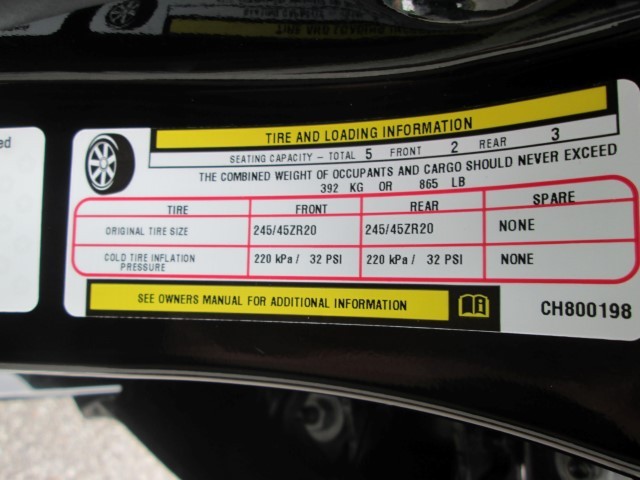 ed
TIRE AND LOADING INFORMATION
SEATING CAPACITY - TOTAL 5 FRONT 2 REAR 3
THE COMBINED WEIGHT OF OCCUPANTS AND CARGO SHOULD NEVER EXCEED
392 KG OR 865 LB
TIRE FRONT REAR SPARE
ORIGINAL TIRE SIZE 245/45ZR20 245/45ZR20 NONE
COLD TIRE INFLATION PRESSURE 220 kPa / 32 PSI 220 kPa / 32 PSI NONE
SEE OWNERS MANUAL FOR ADDITIONAL INFORMATION
CH800198